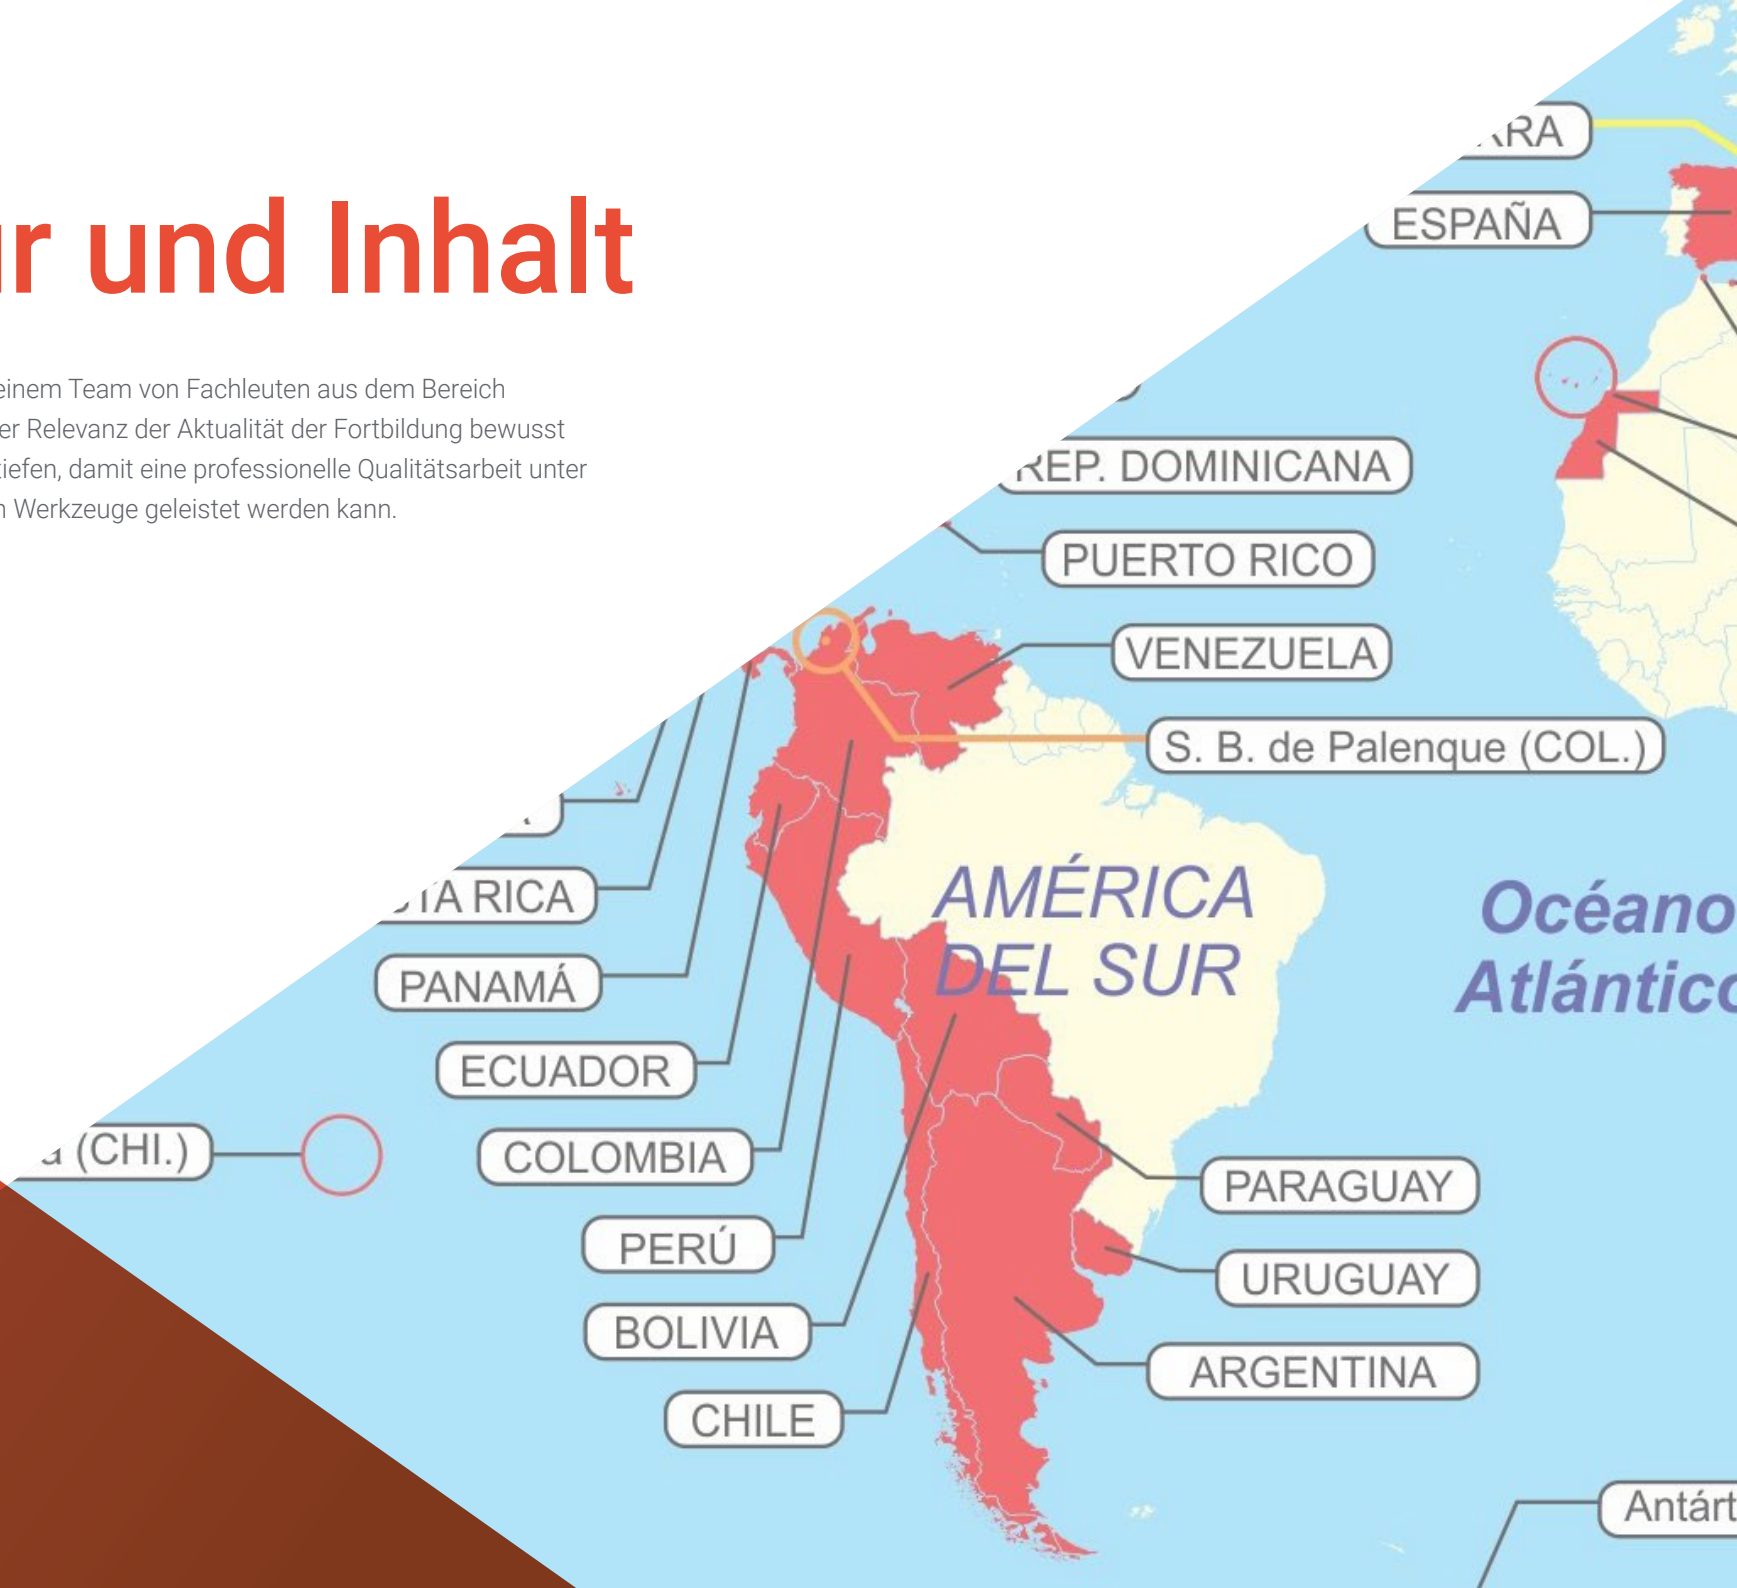 und Inhalt
einem Team von Fachleuten aus dem Bereich
Relevanz der Aktualität der Fortbildung bewusst
damit eine professionelle Qualitätsarbeit unter
Werkzeuge geleistet werden kann.
ESPAÑA
REP. DOMINICANA
PUERTO RICO
VENEZUELA
S. B. de Palenque (COL.)
AMÉRICA
DEL SUR
Océano
Atlántico
RICA
PANAMÁ
ECUADOR
(CHI.)
COLOMBIA
PARAGUAY
PERÚ
URUGUAY
BOLIVIA
ARGENTINA
CHILE